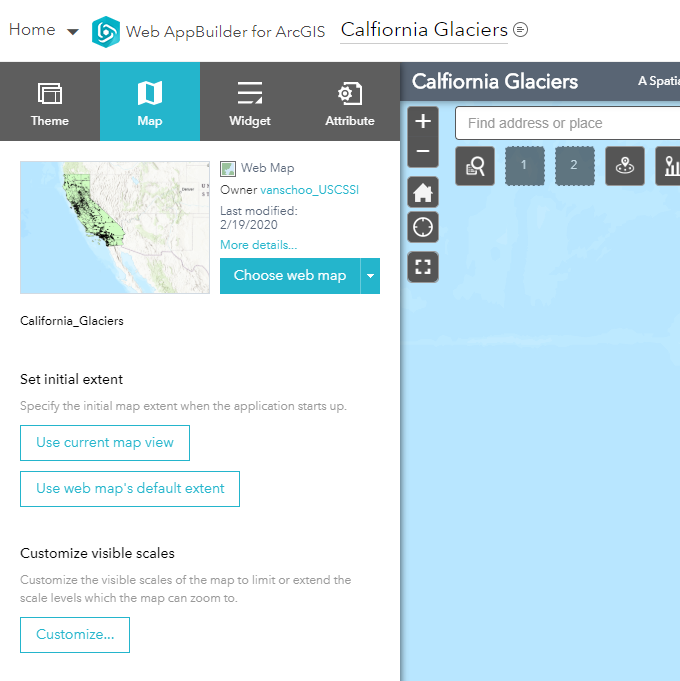 Home Web AppBuilder for ArcGIS Calfiornia Glaciers
Theme Map Widget Attribute
Calfiornia Glaciers A Spatia
Find address or place
1 2
Web Map
Owner vanschoo_USCSSI
Last modified:
2/19/2020
More details...
Choose web map
California_Glaciers
Set initial extent
Specify the initial map extent when the application starts up.
Use current map view
Use web map's default extent
Customize visible scales
Customize the visible scales of the map to limit or extend the
scale levels which the map can zoom to.
Customize...